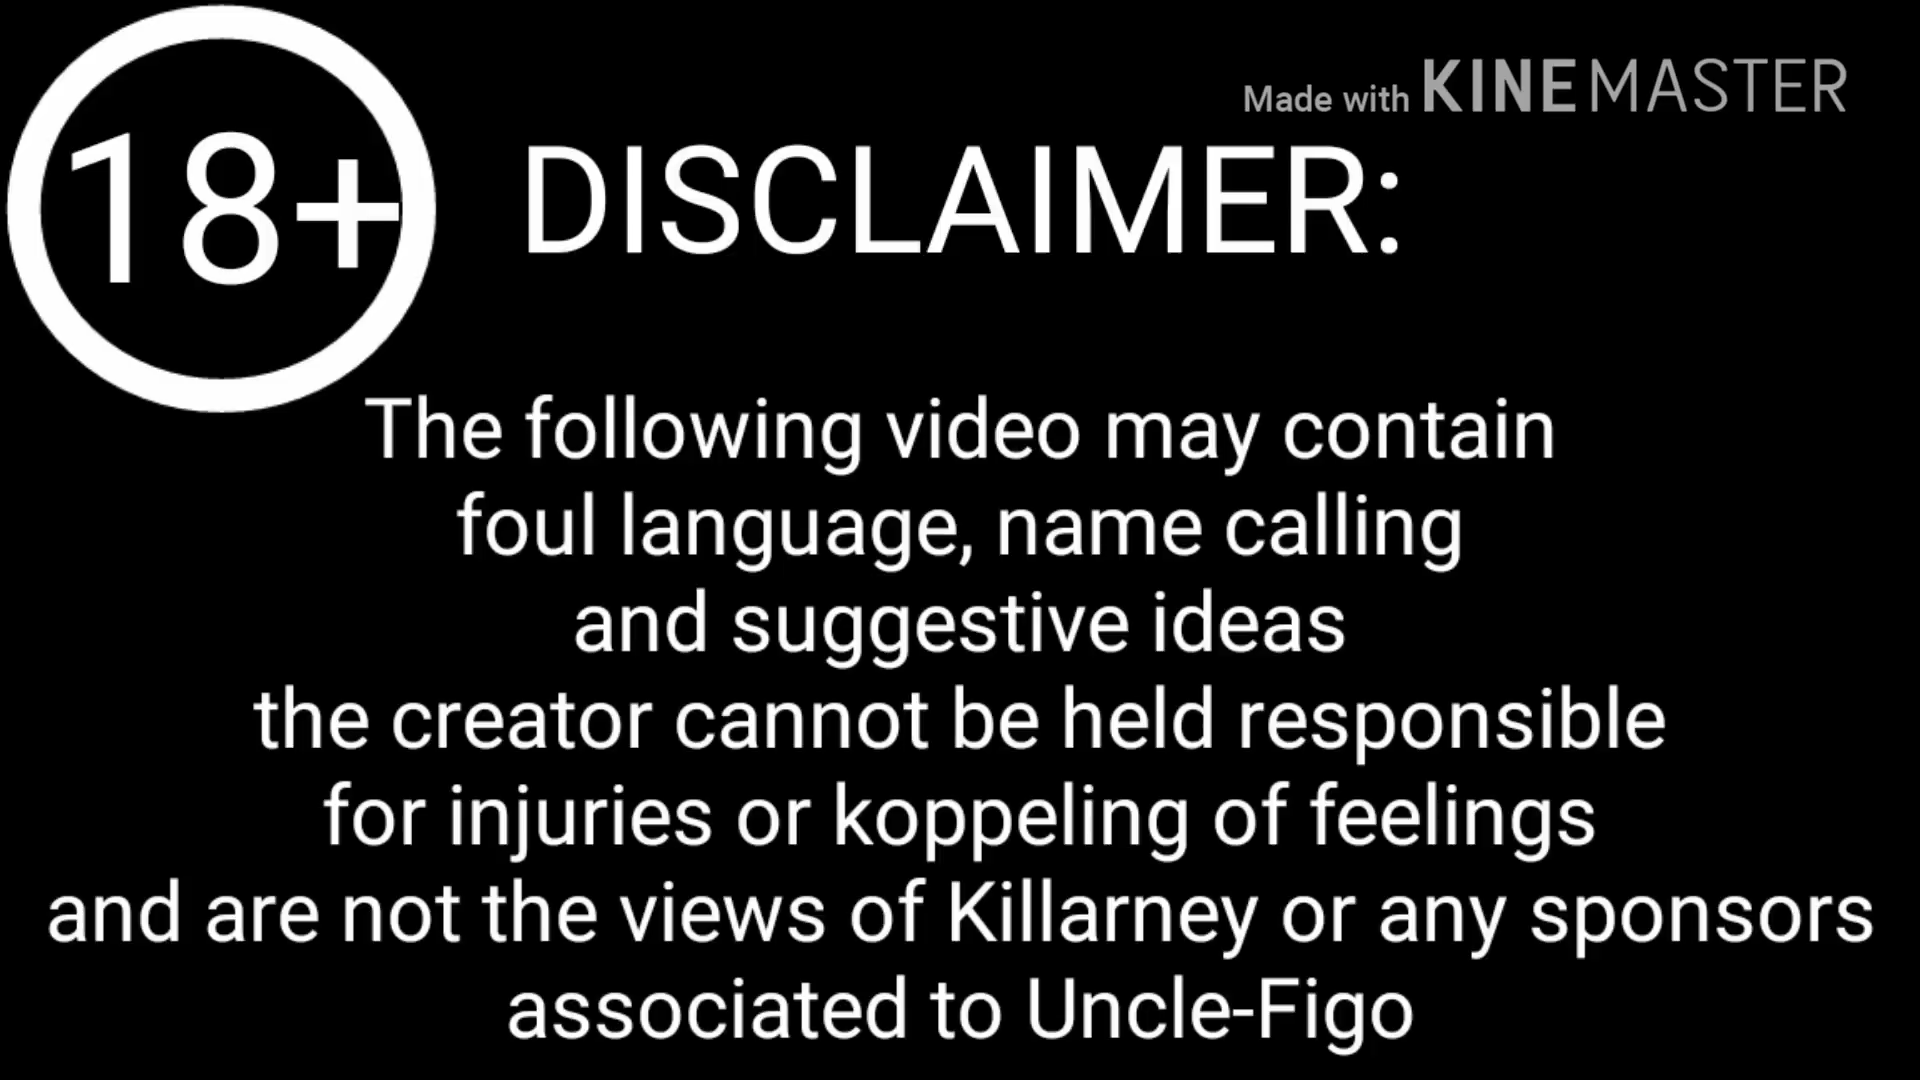 Made with KINEMASTER
18+
DISCLAIMER:
The following video may contain
foul language, name calling
and suggestive ideas
the creator cannot be held responsible
for injuries or koppeling of feelings
and are not the views of Killarney or any sponsors
associated to Uncle-Figo